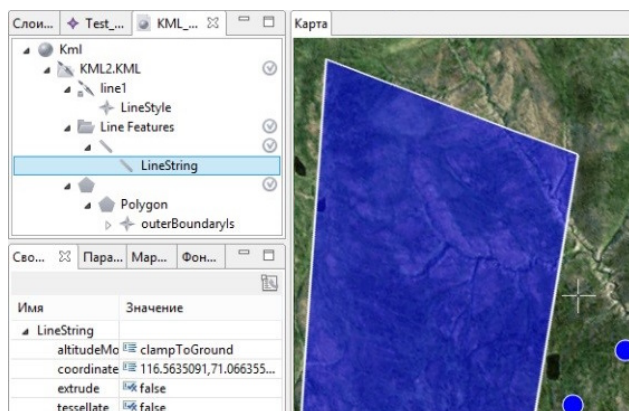 Слои... Test_... KML_... Карта
Kml
KML2.KML
line1
LineStyle
Line Features
LineString
Polygon
outerBoundaryIs
Сво... Пара... Мар... Фон...
Имя Значение
LineString
altitudeMo clampToGround
coordinate 116.5635091,71.066355...
extrude false
tessellate false